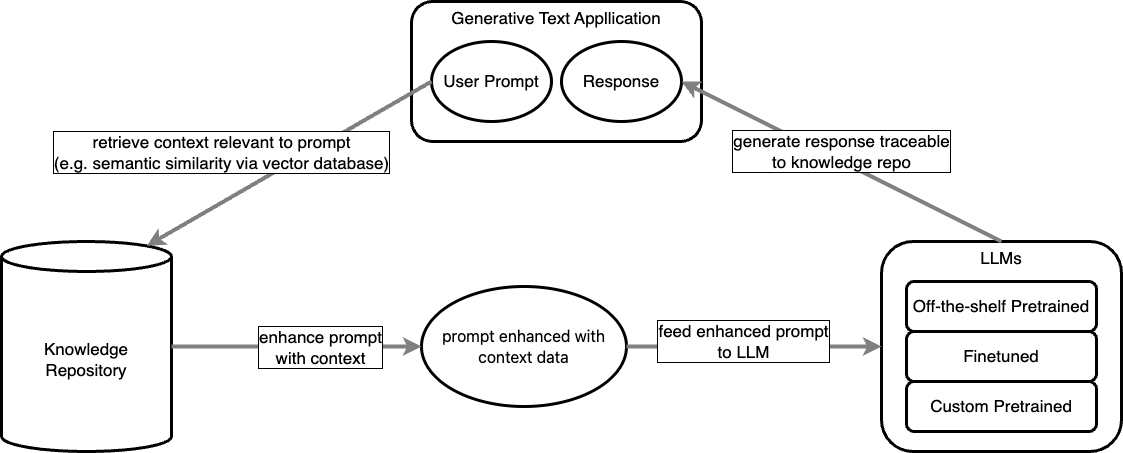 Generative Text Appllication
User Prompt
Response
retrieve context relevant to prompt
(e.g. semantic similarity via vector database)
generate response traceable
to knowledge repo
Knowledge
Repository
enhance prompt
with context
prompt enhanced with
context data
feed enhanced prompt
to LLM
LLMs
Off-the-shelf Pretrained
Finetuned
Custom Pretrained